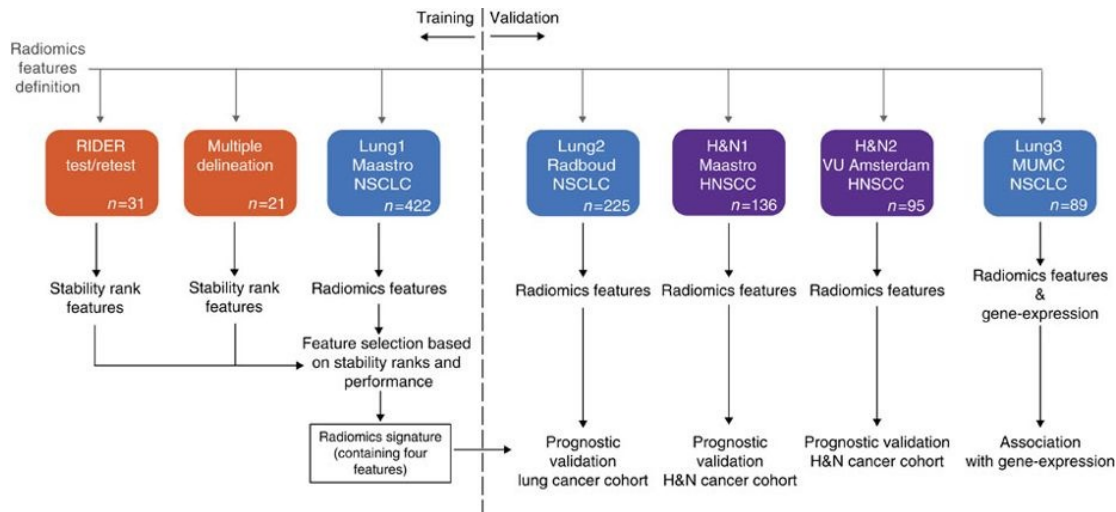 Training
Validation
Radiomics
features
definition
RIDER
test/retest
n=31
Multiple
delineation
n=21
Lung1
Maastro
NSCLC
n=422
Lung2
Radboud
NSCLC
n=225
H&N1
Maastro
HNSCC
n=136
H&N2
VU Amsterdam
HNSCC
n=95
Lung3
MUMC
NSCLC
n=89
Stability rank
features
Stability rank
features
Radiomics features
Radiomics features
Radiomics features
Radiomics features
Radiomics features
&
gene-expression
Feature selection based
on stability ranks and
performance
Radiomics signature
(containing four
features)
Prognostic
validation
lung cancer cohort
Prognostic
validation
H&N cancer cohort
Prognostic validation
H&N cancer cohort
Association
with gene-expression